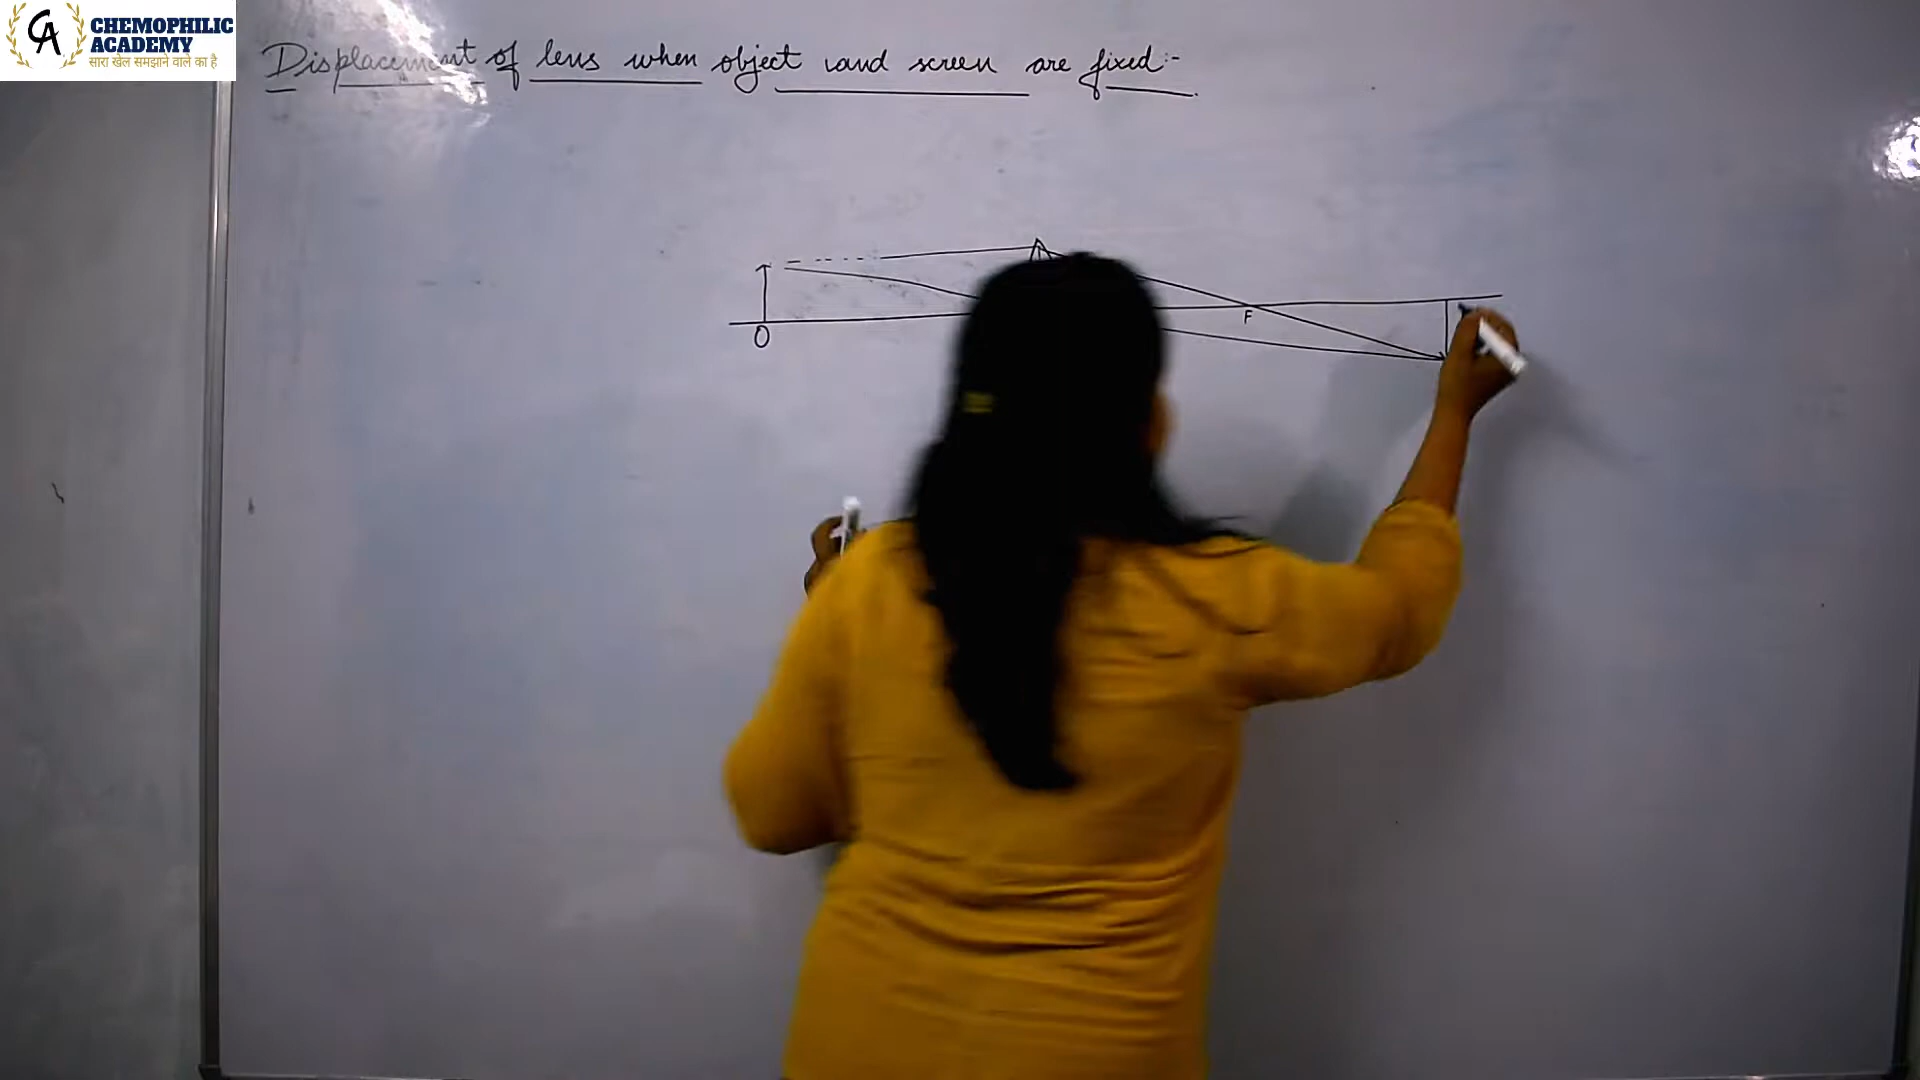 CHEMOPHILIC
ACADEMY
सारा खेल समझाने वाले का है
Displacement of lens when object and screen are fixed:-
F
O